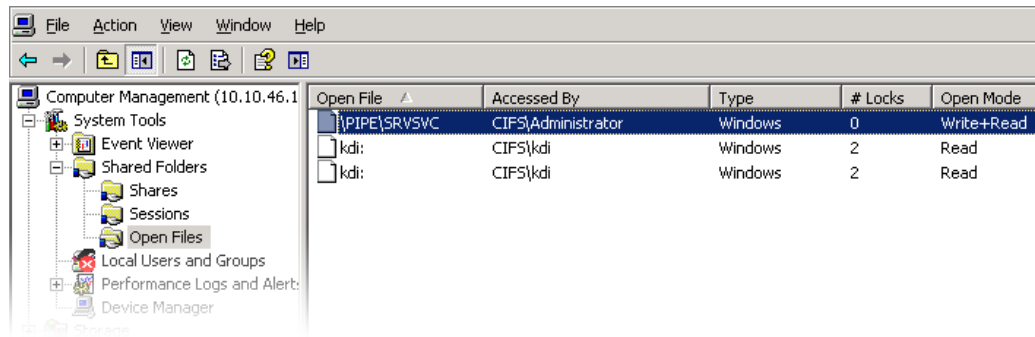 File Action View Window Help
Computer Management (10.10.46.1
System Tools
Event Viewer
Shared Folders
Shares
Sessions
Open Files
Local Users and Groups
Performance Logs and Alert
Device Manager
Storage
Open File Accessed By Type # Locks Open Mode
\PIPE\SRVSVC CIFS\Administrator Windows 0 Write+Read
kdi: CIFS\kdi Windows 2 Read
kdi: CIFS\kdi Windows 2 Read